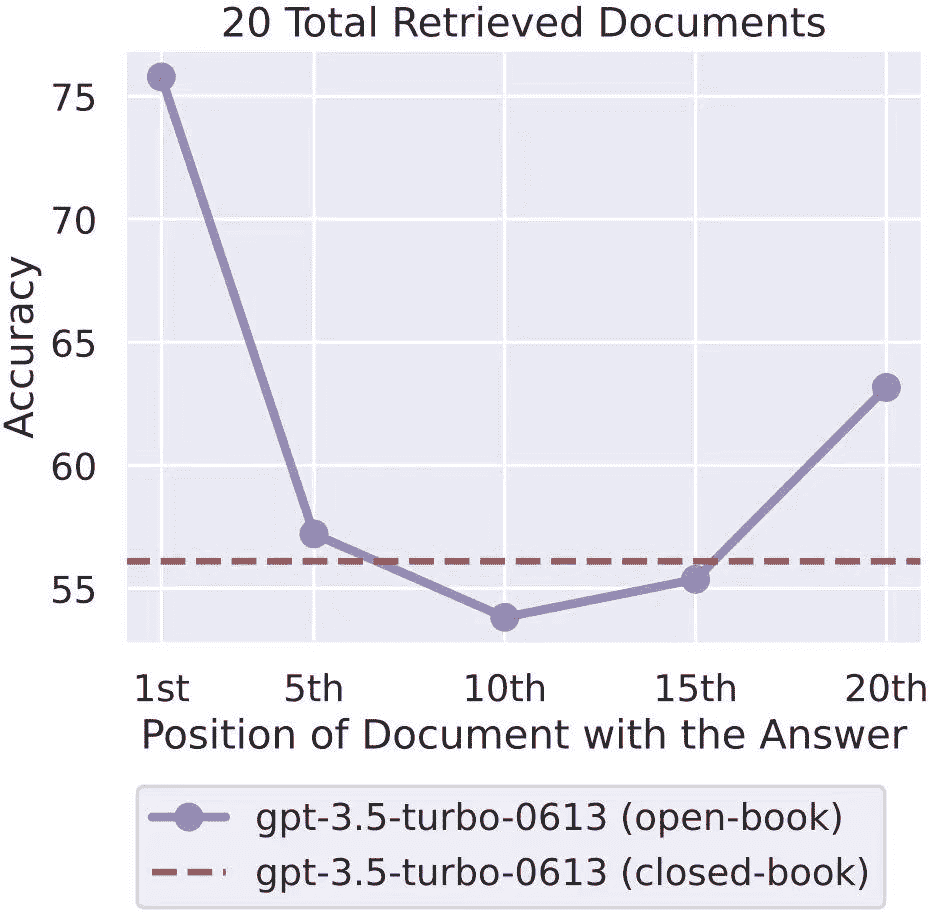 20 Total Retrieved Documents
75
70
65
60
55
Accuracy
1st 5th 10th 15th 20th
Position of Document with the Answer
gpt-3.5-turbo-0613 (open-book)
gpt-3.5-turbo-0613 (closed-book)